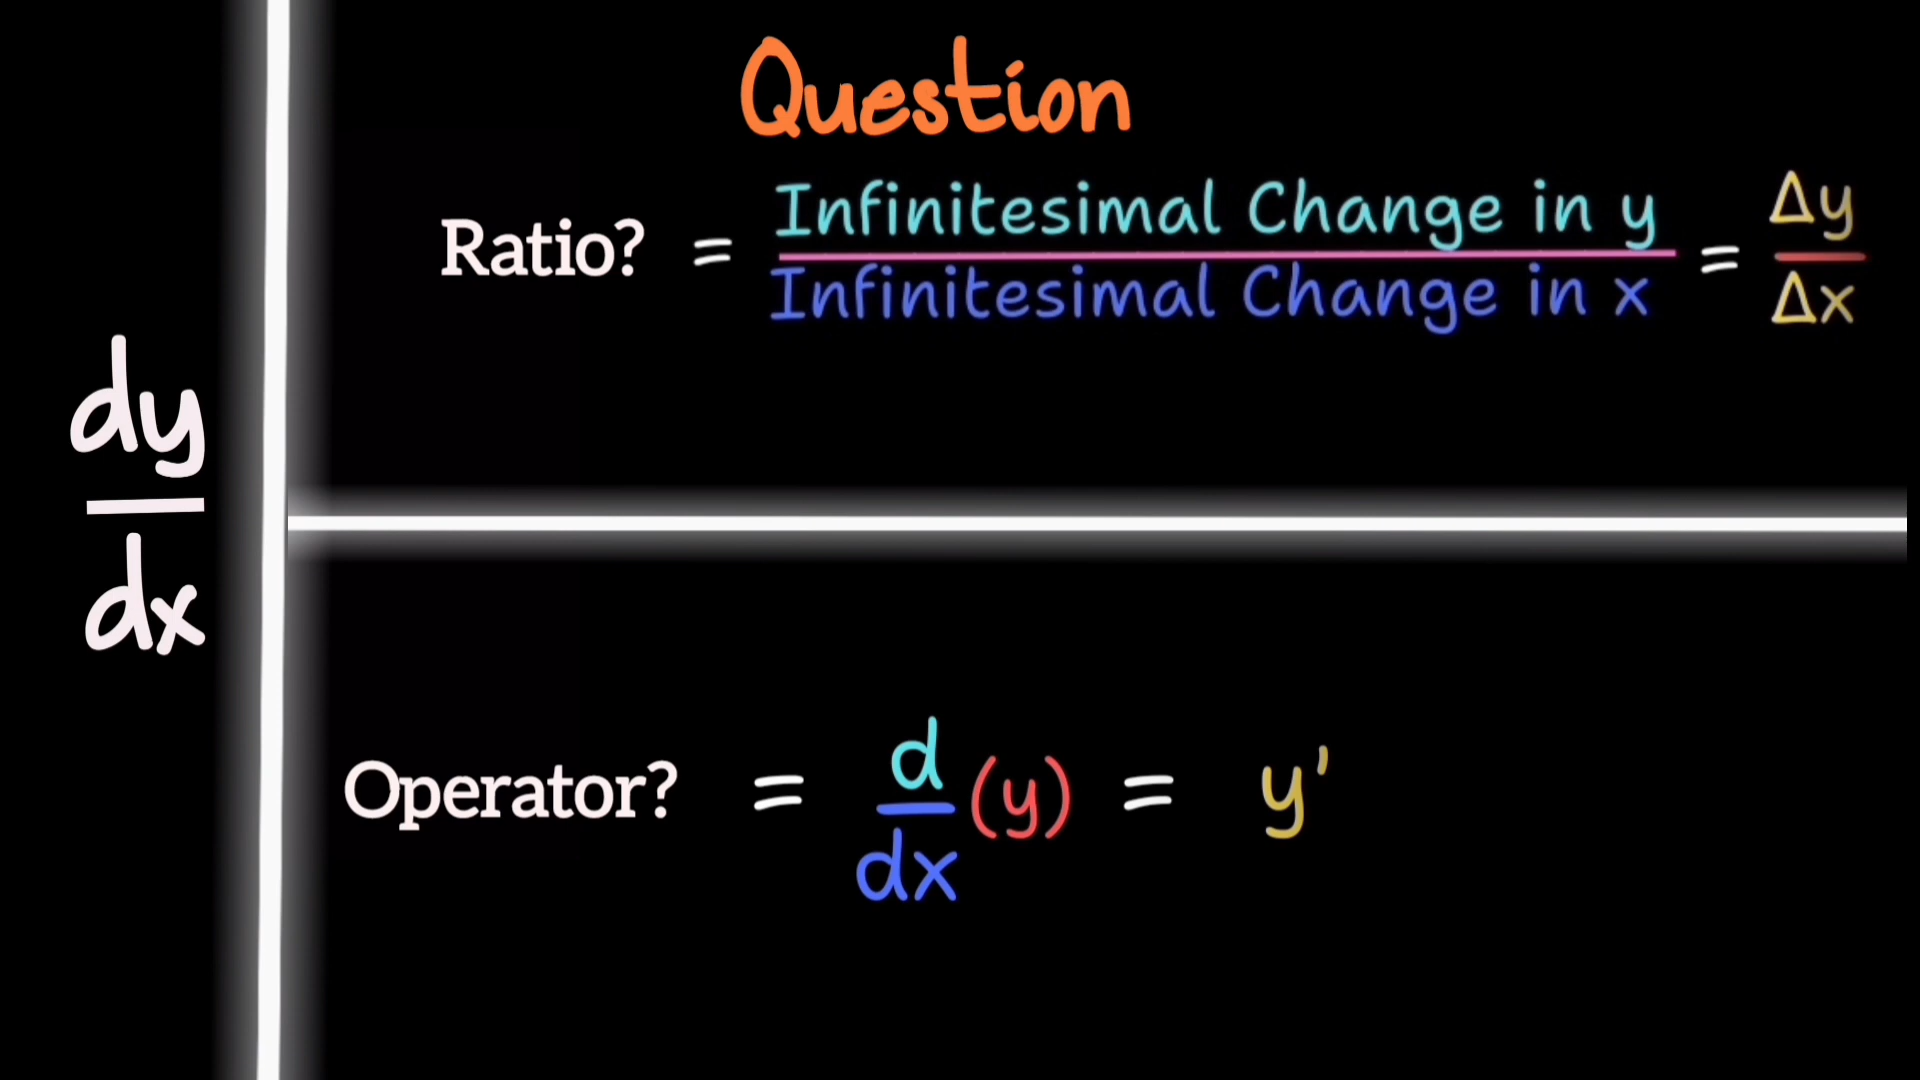 Question
Ratio? = Infinitesimal Change in y / Infinitesimal Change in x = Δy / Δx
dy / dx
Operator? = d / dx (y) = y'